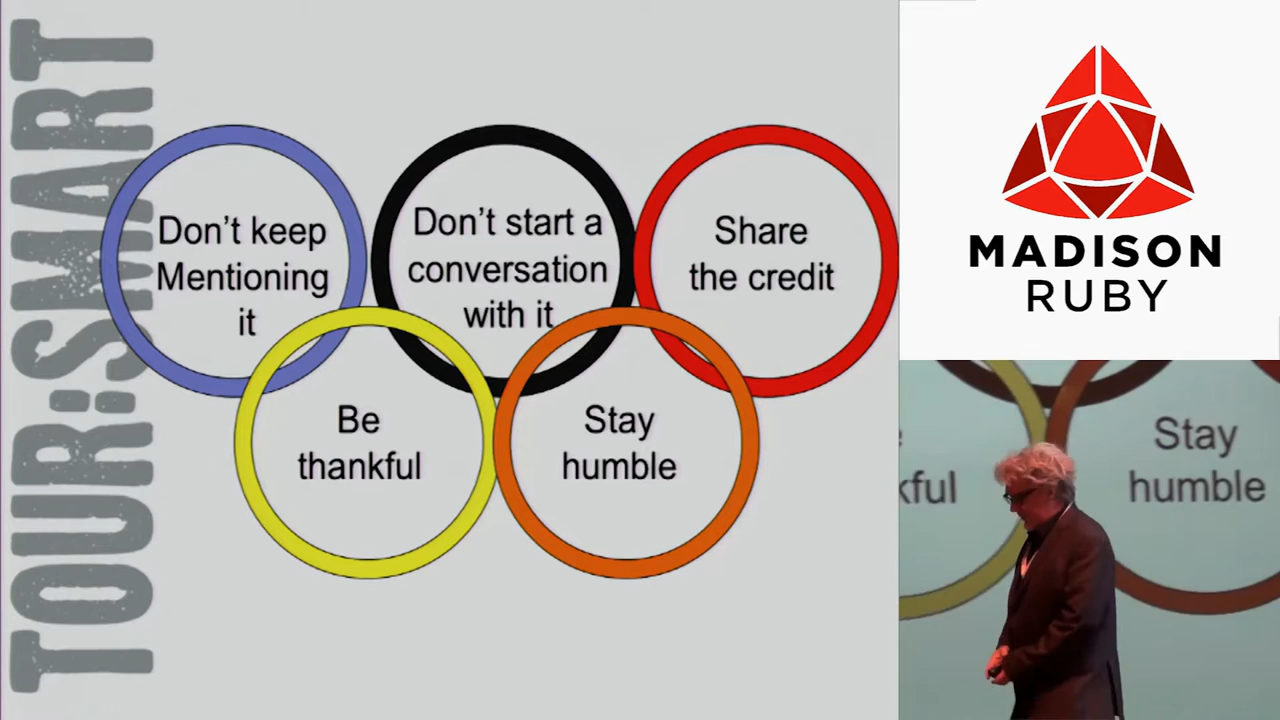 TOUR:SMART
Don't keep
Mentioning
it
Don't start a
conversation
with it
Share
the credit
Be
thankful
Stay
humble
MADISON
RUBY
kful
Stay
humble